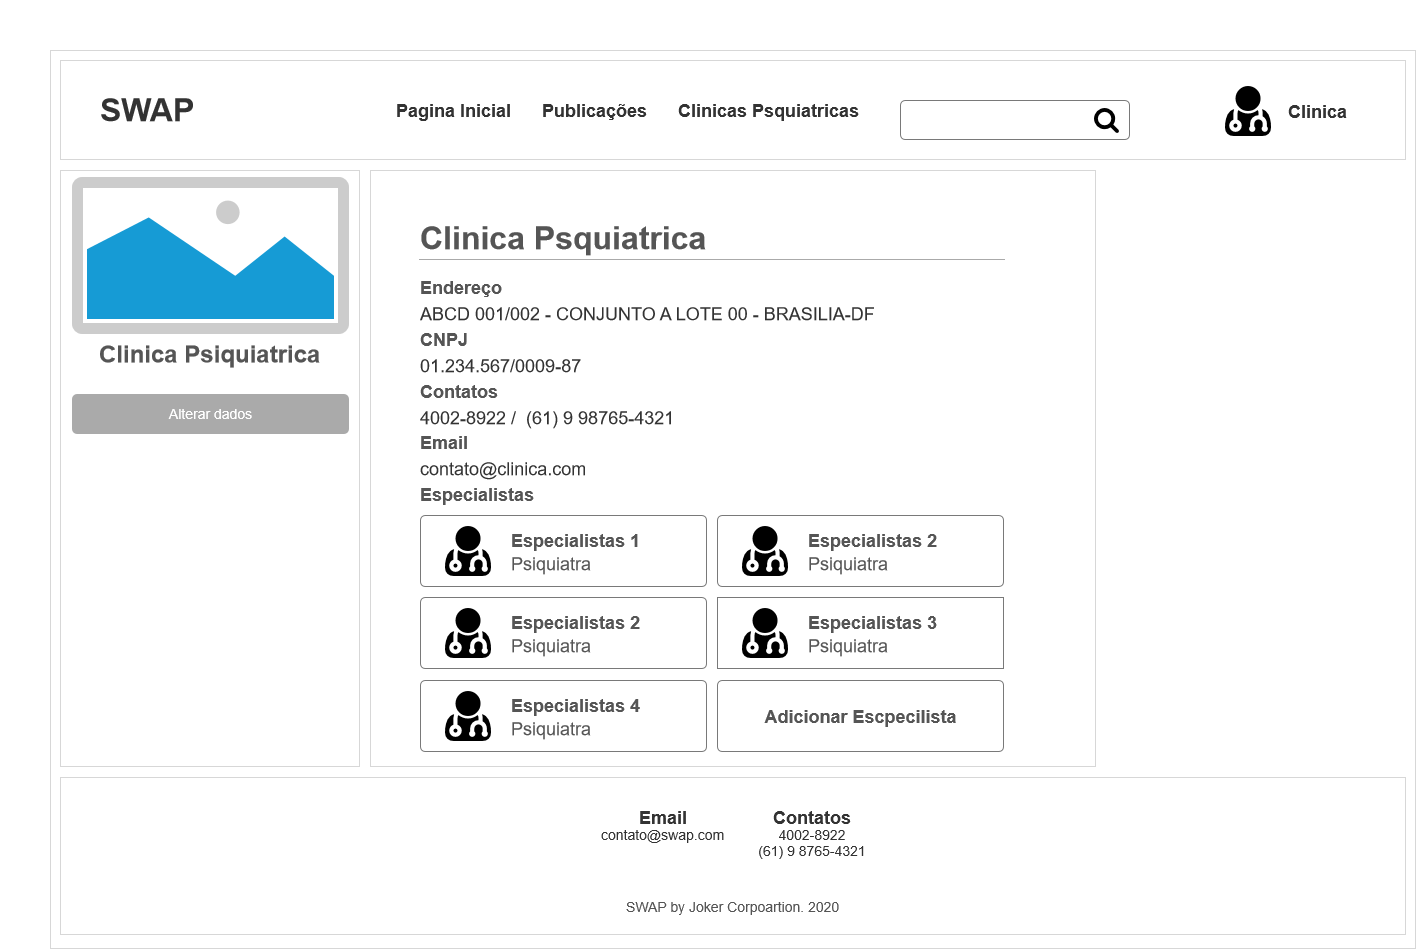 SWAP
Pagina Inicial
Publicações
Clinicas Psquiatricas
Clinica
Clinica Psiquiatrica
Alterar dados
Clinica Psquiatrica
Endereço
ABCD 001/002 - CONJUNTO A LOTE 00 - BRASILIA-DF
CNPJ
01.234.567/0009-87
Contatos
4002-8922 /  (61) 9 98765-4321
Email
contato@clinica.com
Especialistas
Especialistas 1
Psiquiatra
Especialistas 2
Psiquiatra
Especialistas 2
Psiquiatra
Especialistas 3
Psiquiatra
Especialistas 4
Psiquiatra
Adicionar Escpecilista
Email
contato@swap.com
Contatos
4002-8922
(61) 9 8765-4321
SWAP by Joker Corpoartion. 2020